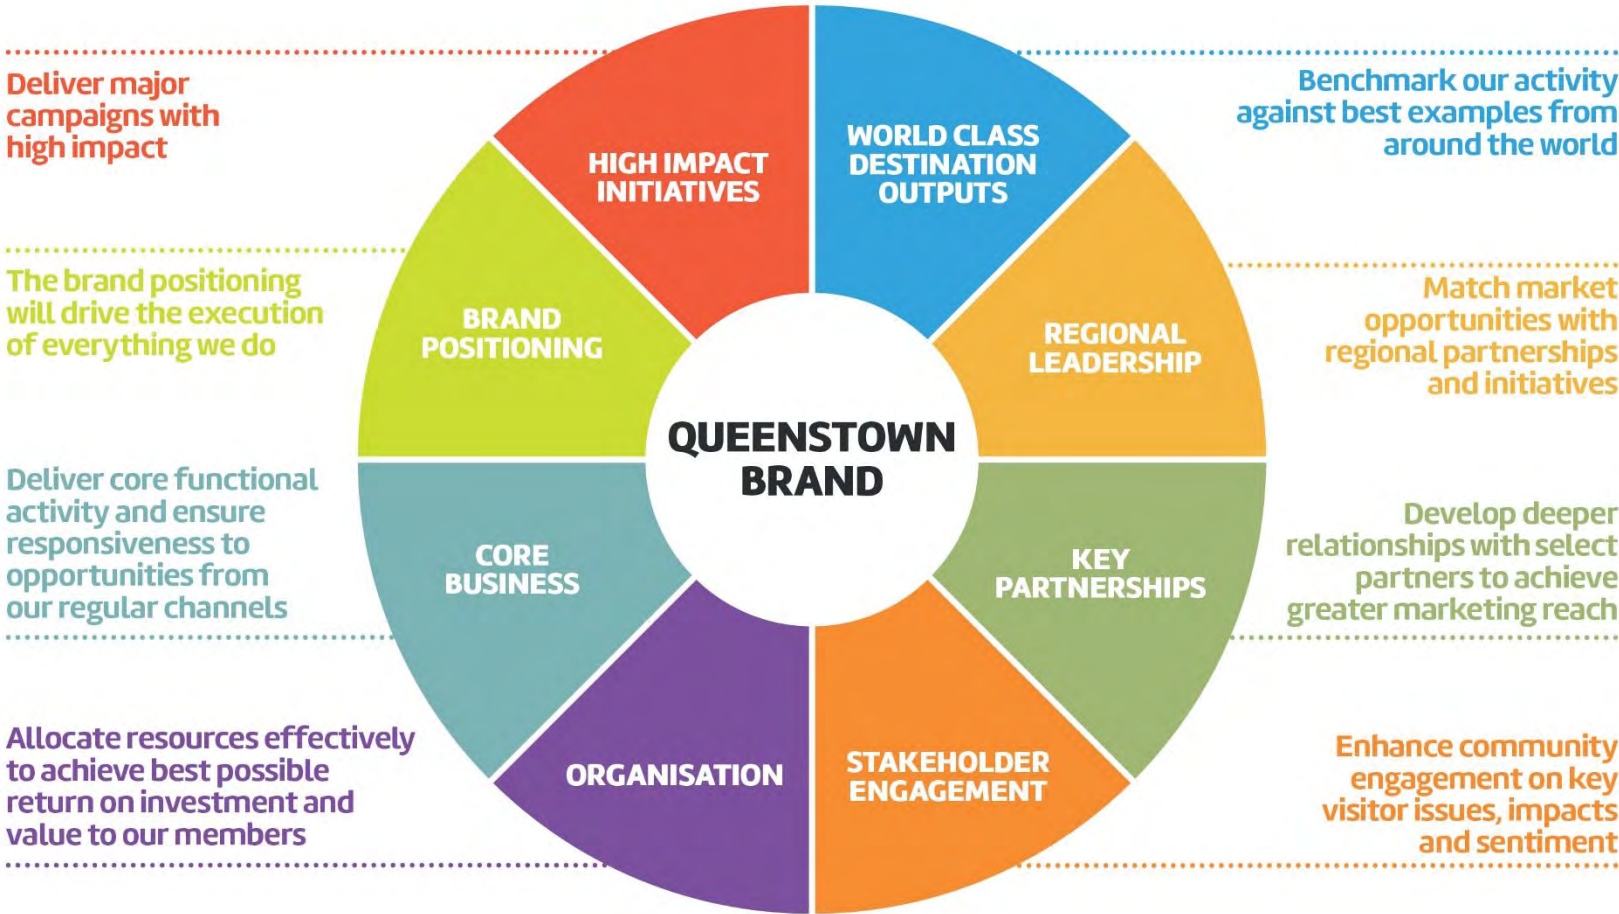 Deliver major
campaigns with
high impact
The brand positioning
will drive the execution
of everything we do
Deliver core functional
activity and ensure
responsiveness to
opportunities from
our regular channels
Allocate resources effectively
to achieve best possible
return on investment and
value to our members
HIGH IMPACT
INITIATIVES
WORLD CLASS
DESTINATION
OUTPUTS
BRAND
POSITIONING
REGIONAL
LEADERSHIP
QUEENSTOWN
BRAND
CORE
BUSINESS
KEY
PARTNERSHIPS
ORGANISATION
STAKEHOLDER
ENGAGEMENT
Benchmark our activity
against best examples from
around the world
Match market
opportunities with
regional partnerships
and initiatives
Develop deeper
relationships with select
partners to achieve
greater marketing reach
Enhance community
engagement on key
visitor issues, impacts
and sentiment